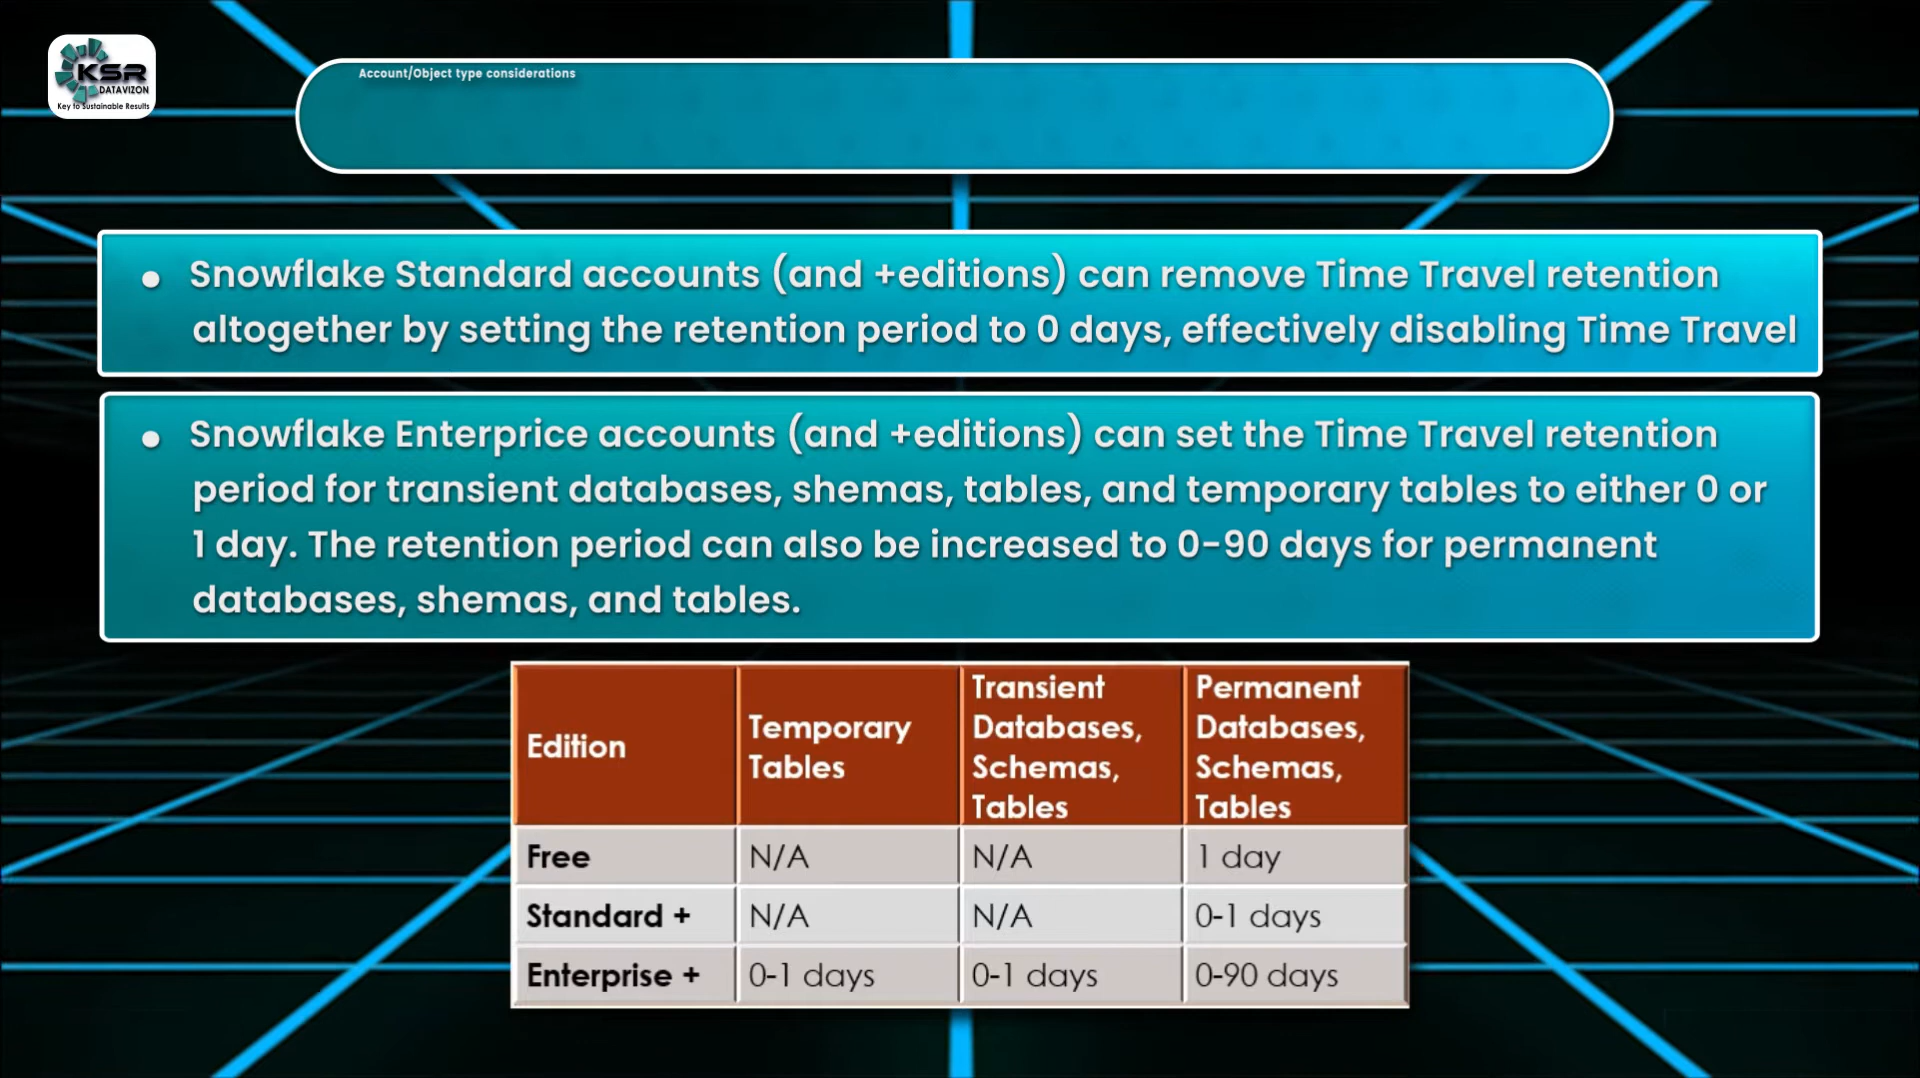 KSR
DATAVIZON
Key to Sustainable Results
Account/Object type considerations
• Snowflake Standard accounts (and +editions) can remove Time Travel retention
altogether by setting the retention period to 0 days, effectively disabling Time Travel
• Snowflake Enterprice accounts (and +editions) can set the Time Travel retention
period for transient databases, shemas, tables, and temporary tables to either 0 or
1 day. The retention period can also be increased to 0-90 days for permanent
databases, shemas, and tables.
Edition
Temporary
Tables
Transient
Databases,
Schemas,
Tables
Permanent
Databases,
Schemas,
Tables
Free N/A N/A 1 day
Standard + N/A N/A 0-1 days
Enterprise + 0-1 days 0-1 days 0-90 days